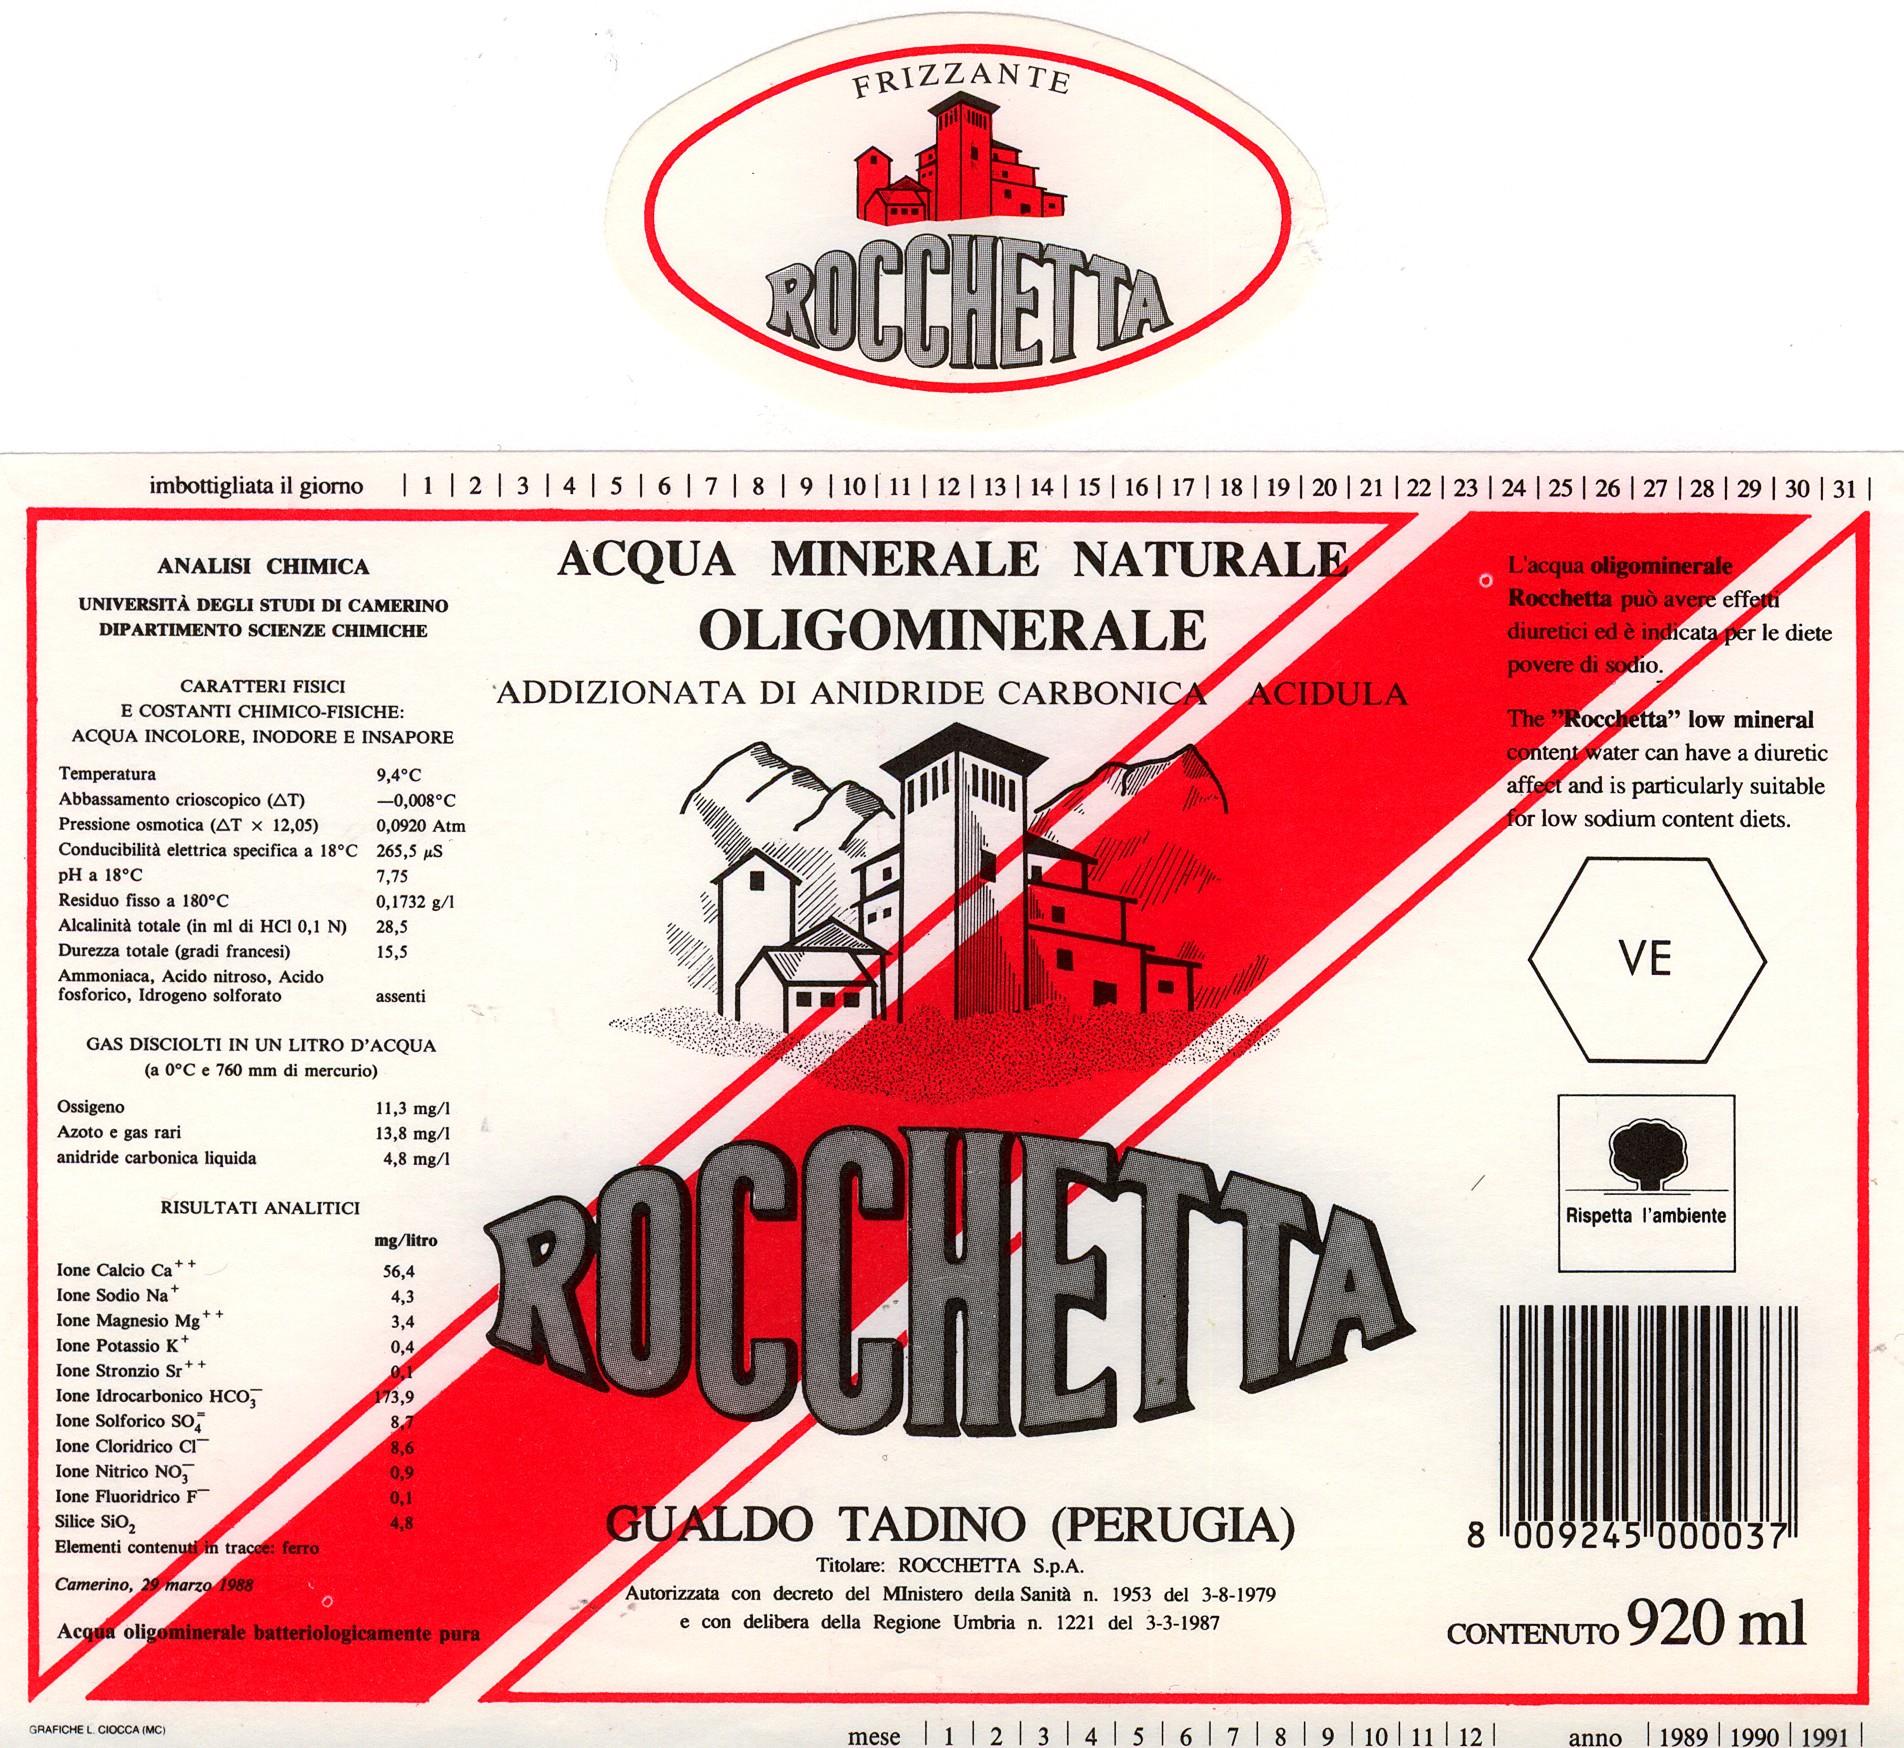 FRIZZANTE
ROCCHETTA
imbottigliata il giorno | 1 | 2 | 3 | 4 | 5 | 6 | 7 | 8 | 9 | 10 | 11 | 12 | 13 | 14 | 15 | 16 | 17 | 18 | 19 | 20 | 21 | 22 | 23 | 24 | 25 | 26 | 27 | 28 | 29 | 30 | 31 |
ANALISI CHIMICA
UNIVERSITÀ DEGLI STUDI DI CAMERINO
DIPARTIMENTO SCIENZE CHIMICHE
CARATTERI FISICI
E COSTANTI CHIMICO-FISICHE:
ACQUA INCOLORE, INODORE E INSAPORE
Temperatura 9,4°C
Abbassamento crioscopico (△T) —0,008°C
Pressione osmotica (△T × 12,05) 0,0920 Atm
Conducibilità elettrica specifica a 18°C 265,5 µS
pH a 18°C 7,75
Residuo fisso a 180°C 0,1732 g/l
Alcalinità totale (in ml di HCl 0,1 N) 28,5
Durezza totale (gradi francesi) 15,5
Ammoniaca, Acido nitroso, Acido
fosforico, Idrogeno solforato assenti
GAS DISCIOLTI IN UN LITRO D'ACQUA
(a 0°C e 760 mm di mercurio)
Ossigeno 11,3 mg/l
Azoto e gas rari 13,8 mg/l
anidride carbonica liquida 4,8 mg/l
RISULTATI ANALITICI
mg/litro
Ione Calcio Ca⁺⁺ 56,4
Ione Sodio Na⁺ 4,3
Ione Magnesio Mg⁺⁺ 3,4
Ione Potassio K⁺ 0,4
Ione Stronzio Sr⁺⁺ 0,1
Ione Idrocarbonico HCO₃⁻ 173,9
Ione Solforico SO₄⁼ 8,7
Ione Cloridrico Cl⁻ 8,6
Ione Nitrico NO₃⁻ 0,9
Ione Fluoridrico F⁻ 0,1
Silice SiO₂ 4,8
Elementi contenuti in tracce: ferro
Camerino, 29 marzo 1988
Acqua oligominerale batteriologicamente pura
ACQUA MINERALE NATURALE
OLIGOMINERALE
ADDIZIONATA DI ANIDRIDE CARBONICA ACIDULA
ROCCHETTA
GUALDO TADINO (PERUGIA)
Titolare: ROCCHETTA S.p.A.
Autorizzata con decreto del MInistero della Sanità n. 1953 del 3-8-1979
e con delibera della Regione Umbria n. 1221 del 3-3-1987
L'acqua oligominerale
Rocchetta può avere effetti
diuretici ed è indicata per le diete
povere di sodio.
The "Rocchetta" low mineral
content water can have a diuretic
affect and is particularly suitable
for low sodium content diets.
VE
Rispetta l'ambiente
8 009245 000037
CONTENUTO 920 ml
GRAFICHE L. CIOCCA (MC)
mese | 1 | 2 | 3 | 4 | 5 | 6 | 7 | 8 | 9 | 10 | 11 | 12 | anno | 1989 | 1990 | 1991 |